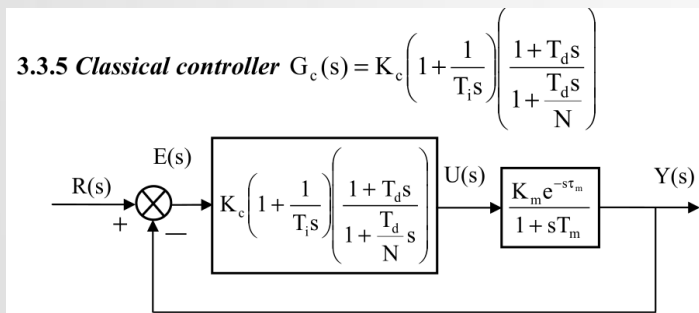 3.3.5 Classical controller G_c(s) = K_c(1 + 1/(T_i s))((1 + T_d s)/(1 + (T_d s)/N))
E(s)
R(s)
+
−
K_c(1 + 1/(T_i s))((1 + T_d s)/(1 + (T_d/N)s))
U(s)
K_m e^(−sτ_m)/(1 + sT_m)
Y(s)